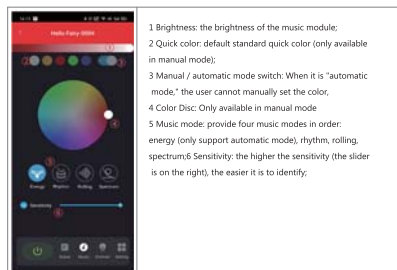 Hello Fairy-0084
Energy Rhythm Rolling Spectrum
Sensitivity
Music
1 Brightness: the brightness of the music module;
2 Quick color: default standard quick color (only available
in manual mode);
3 Manual / automatic mode switch: When it is "automatic
mode," the user cannot manually set the color,
4 Color Disc: Only available in manual mode
5 Music mode: provide four music modes in order:
energy (only support automatic mode), rhythm, rolling,
spectrum;6 Sensitivity: the higher the sensitivity (the slider
is on the right), the easier it is to identify;